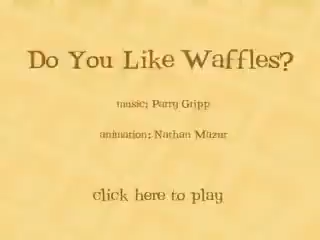 Do You Like Waffles?
music: Parry Gripp
animation: Nathan Mazur
click here to play